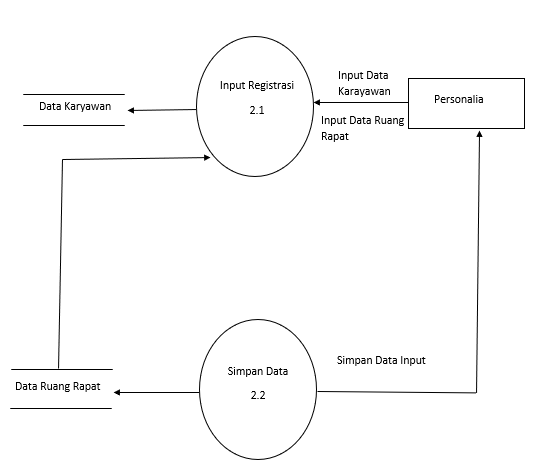 Input Registrasi
2.1
Input Data
Karayawan
Personalia
Data Karyawan
Input Data Ruang
Rapat
Simpan Data
2.2
Simpan Data Input
Data Ruang Rapat